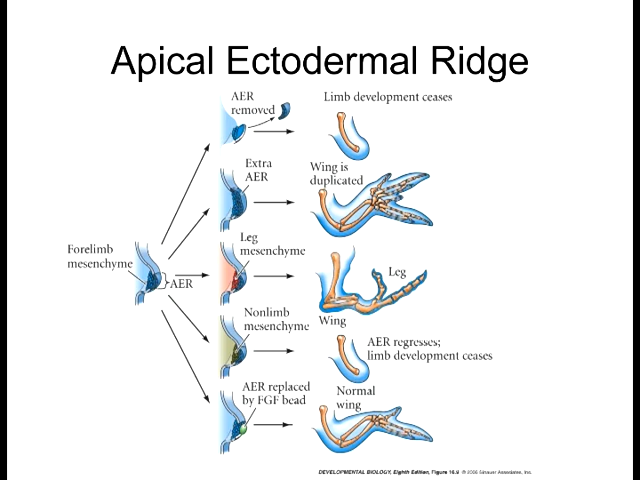 Apical Ectodermal Ridge
AER
removed
Limb development ceases
Extra
AER
Wing is
duplicated
Forelimb
mesenchyme
AER
Leg
mesenchyme
Leg
Wing
Nonlimb
mesenchyme
AER regresses;
limb development ceases
AER replaced
by FGF bead
Normal
wing
DEVELOPMENTAL BIOLOGY, Eighth Edition, Figure 16.9 © 2006 Sinauer Associates, Inc.